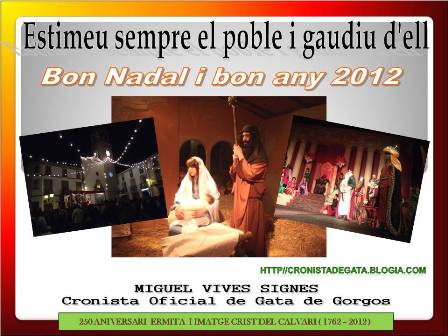 Estimeu sempre el poble i gaudiu d'ell
Bon Nadal i bon any 2012
HTTP//CRONISTADEGATA.BLOGIA.COM
MIGUEL VIVES SIGNES
Cronista Oficial de Gata de Gorgos
250 ANIVERSARI ERMITA I IMATGE CRIST DEL CALVARI (1762 - 2012)